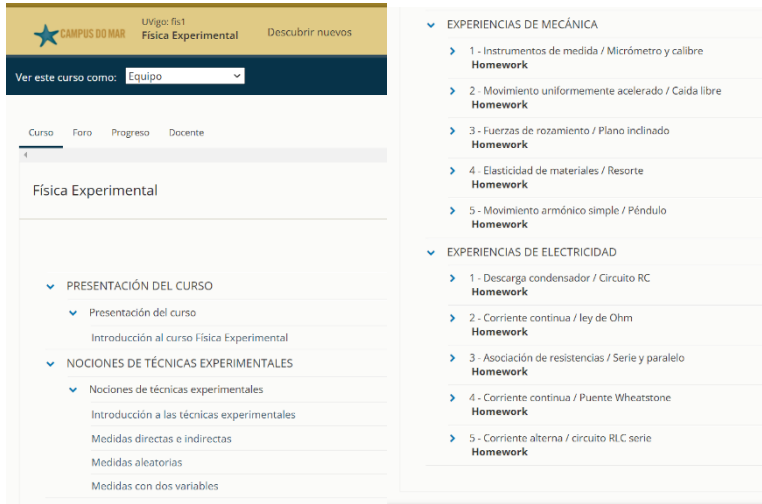 CAMPUS DO MAR
UVigo: fis1
Física Experimental
Descubrir nuevos
Ver este curso como: Equipo
Curso Foro Progreso Docente
Física Experimental
PRESENTACIÓN DEL CURSO
Presentación del curso
Introducción al curso Física Experimental
NOCIONES DE TÉCNICAS EXPERIMENTALES
Nociones de técnicas experimentales
Introducción a las técnicas experimentales
Medidas directas e indirectas
Medidas aleatorias
Medidas con dos variables
EXPERIENCIAS DE MECÁNICA
1 - Instrumentos de medida / Micrómetro y calibre
Homework
2 - Movimiento uniformemente acelerado / Caida libre
Homework
3 - Fuerzas de rozamiento / Plano inclinado
Homework
4 - Elasticidad de materiales / Resorte
Homework
5 - Movimiento armónico simple / Péndulo
Homework
EXPERIENCIAS DE ELECTRICIDAD
1 - Descarga condensador / Circuito RC
Homework
2 - Corriente continua / ley de Ohm
Homework
3 - Asociación de resistencias / Serie y paralelo
Homework
4 - Corriente continua / Puente Wheatstone
Homework
5 - Corriente alterna / circuito RLC serie
Homework